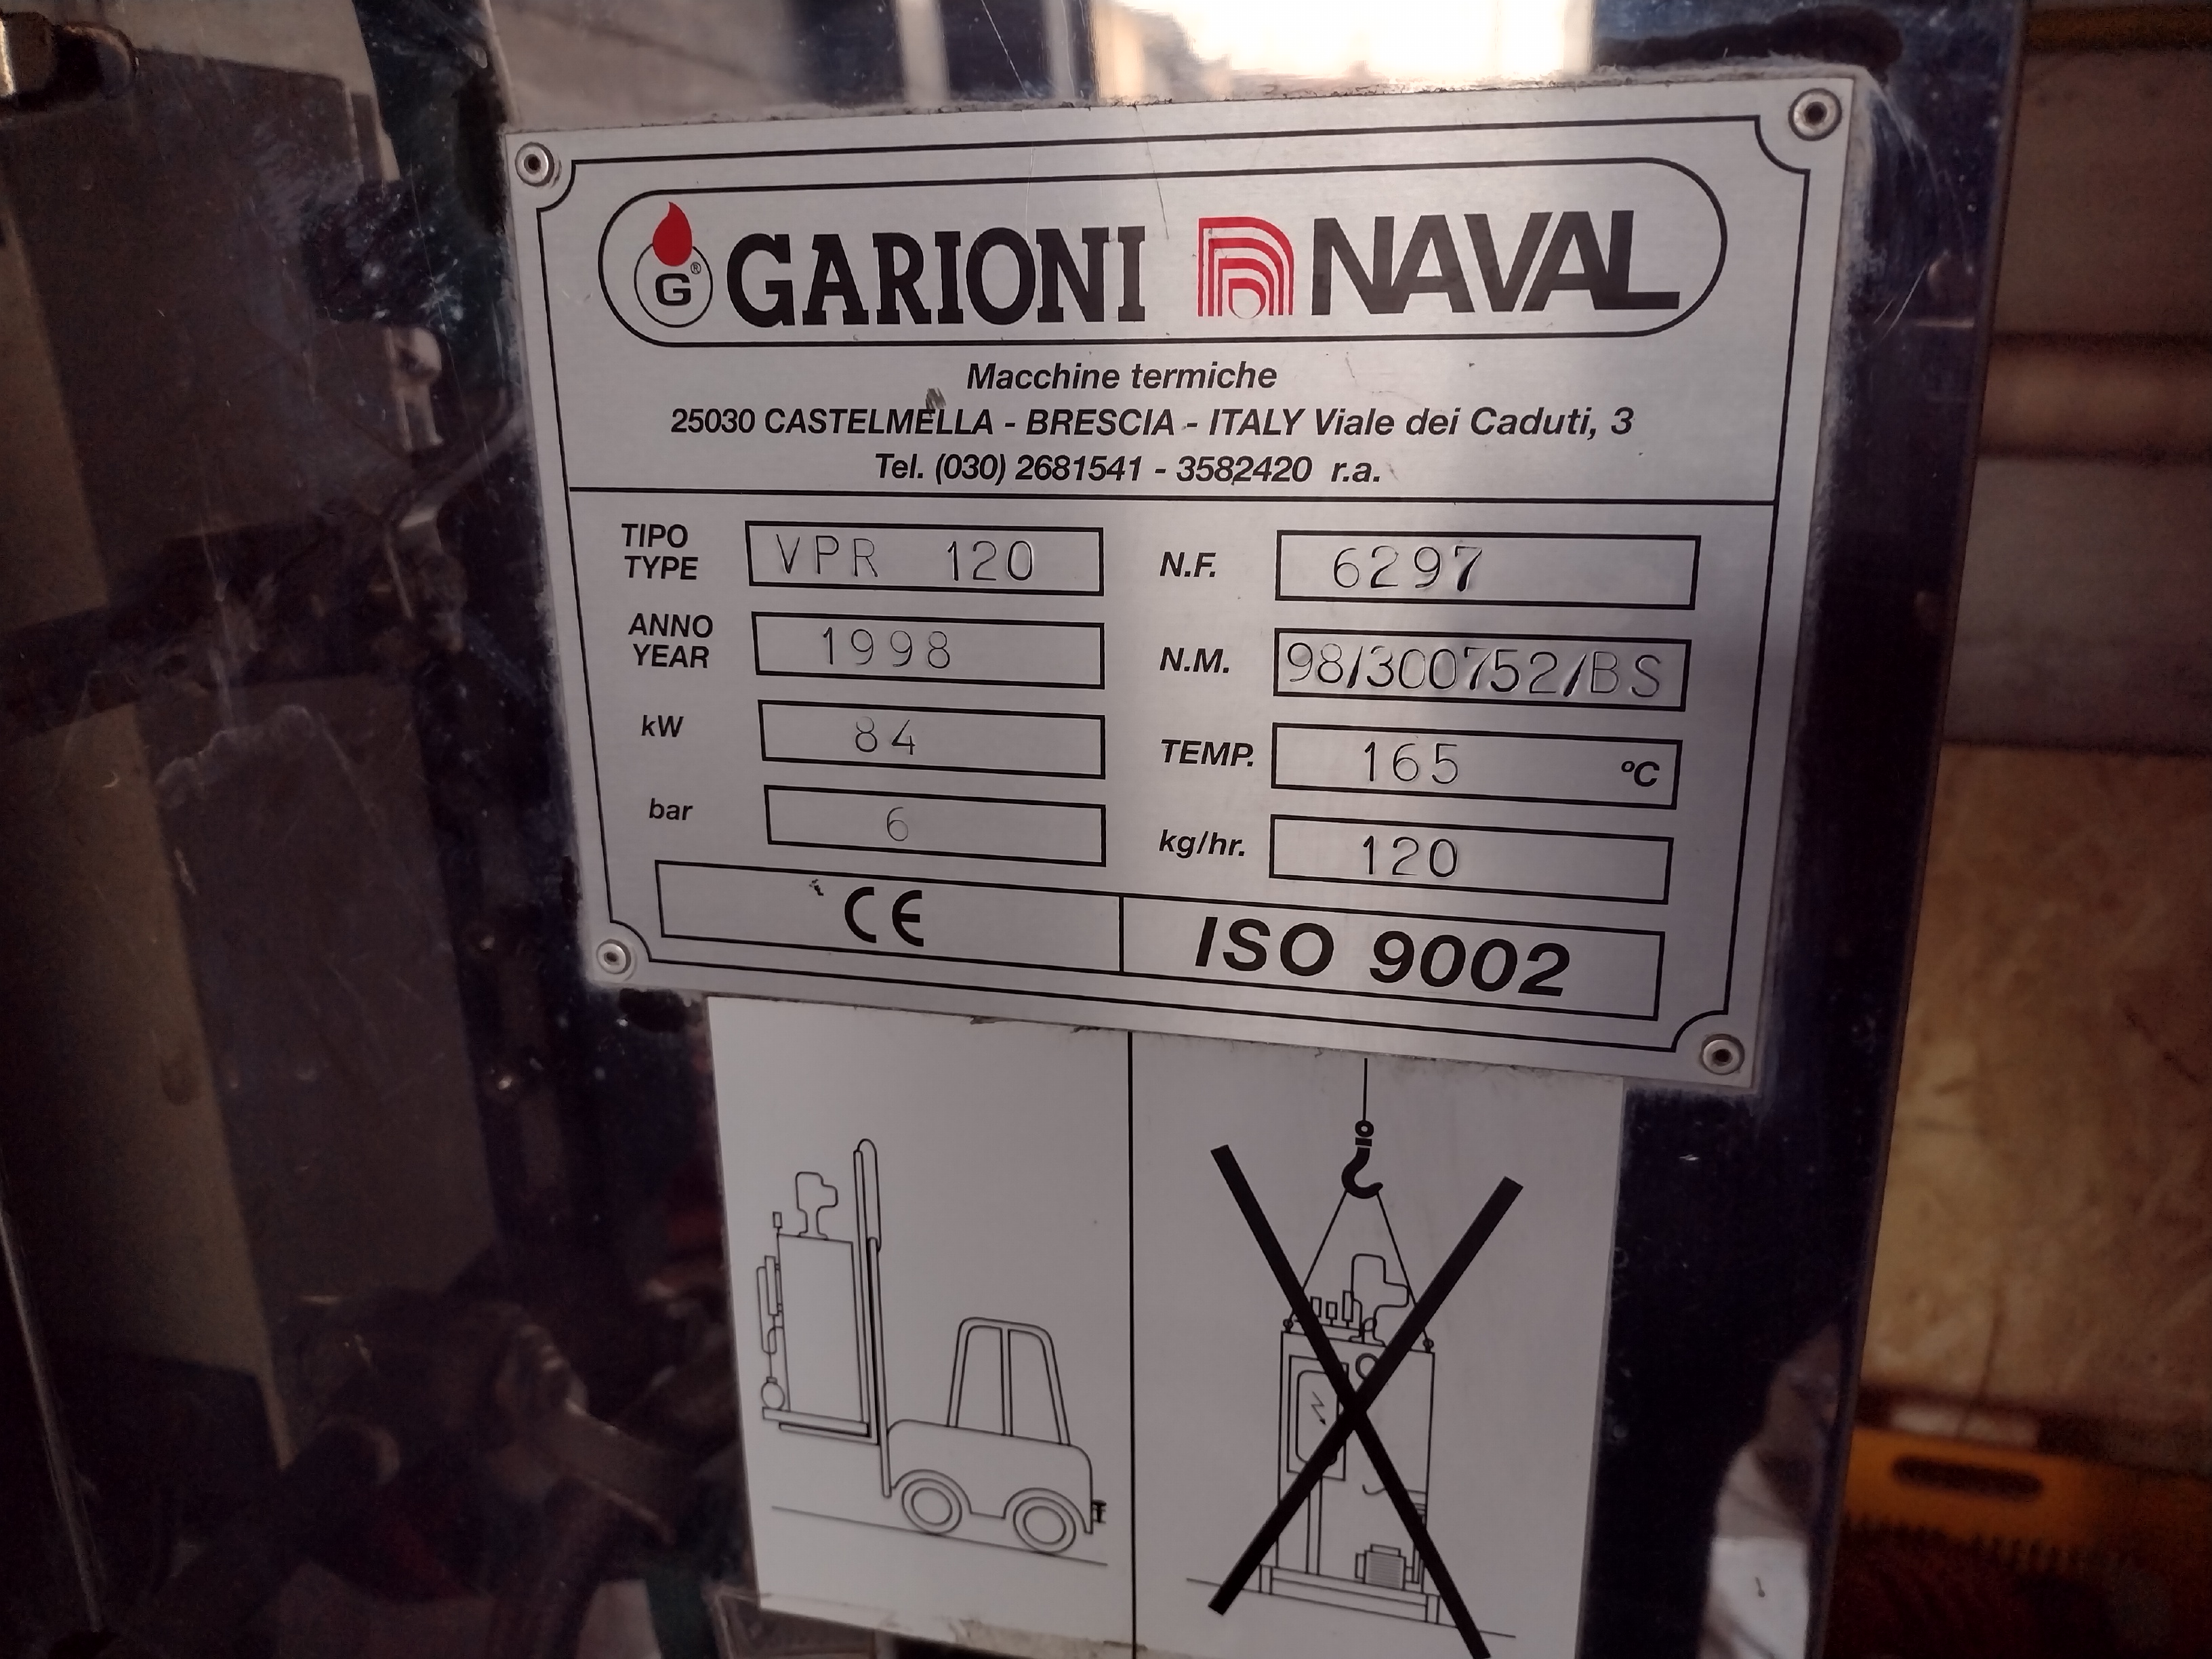 G® GARIONI NAVAL
Macchine termiche
25030 CASTELMELLA - BRESCIA - ITALY Viale dei Caduti, 3
Tel. (030) 2681541 - 3582420 r.a.
TIPO
TYPE
VPR 120
N.F.
6297
ANNO
YEAR
1998
N.M.
98/300752/BS
kW
84
TEMP.
165 ºC
bar
6
kg/hr.
120
CE
ISO 9002